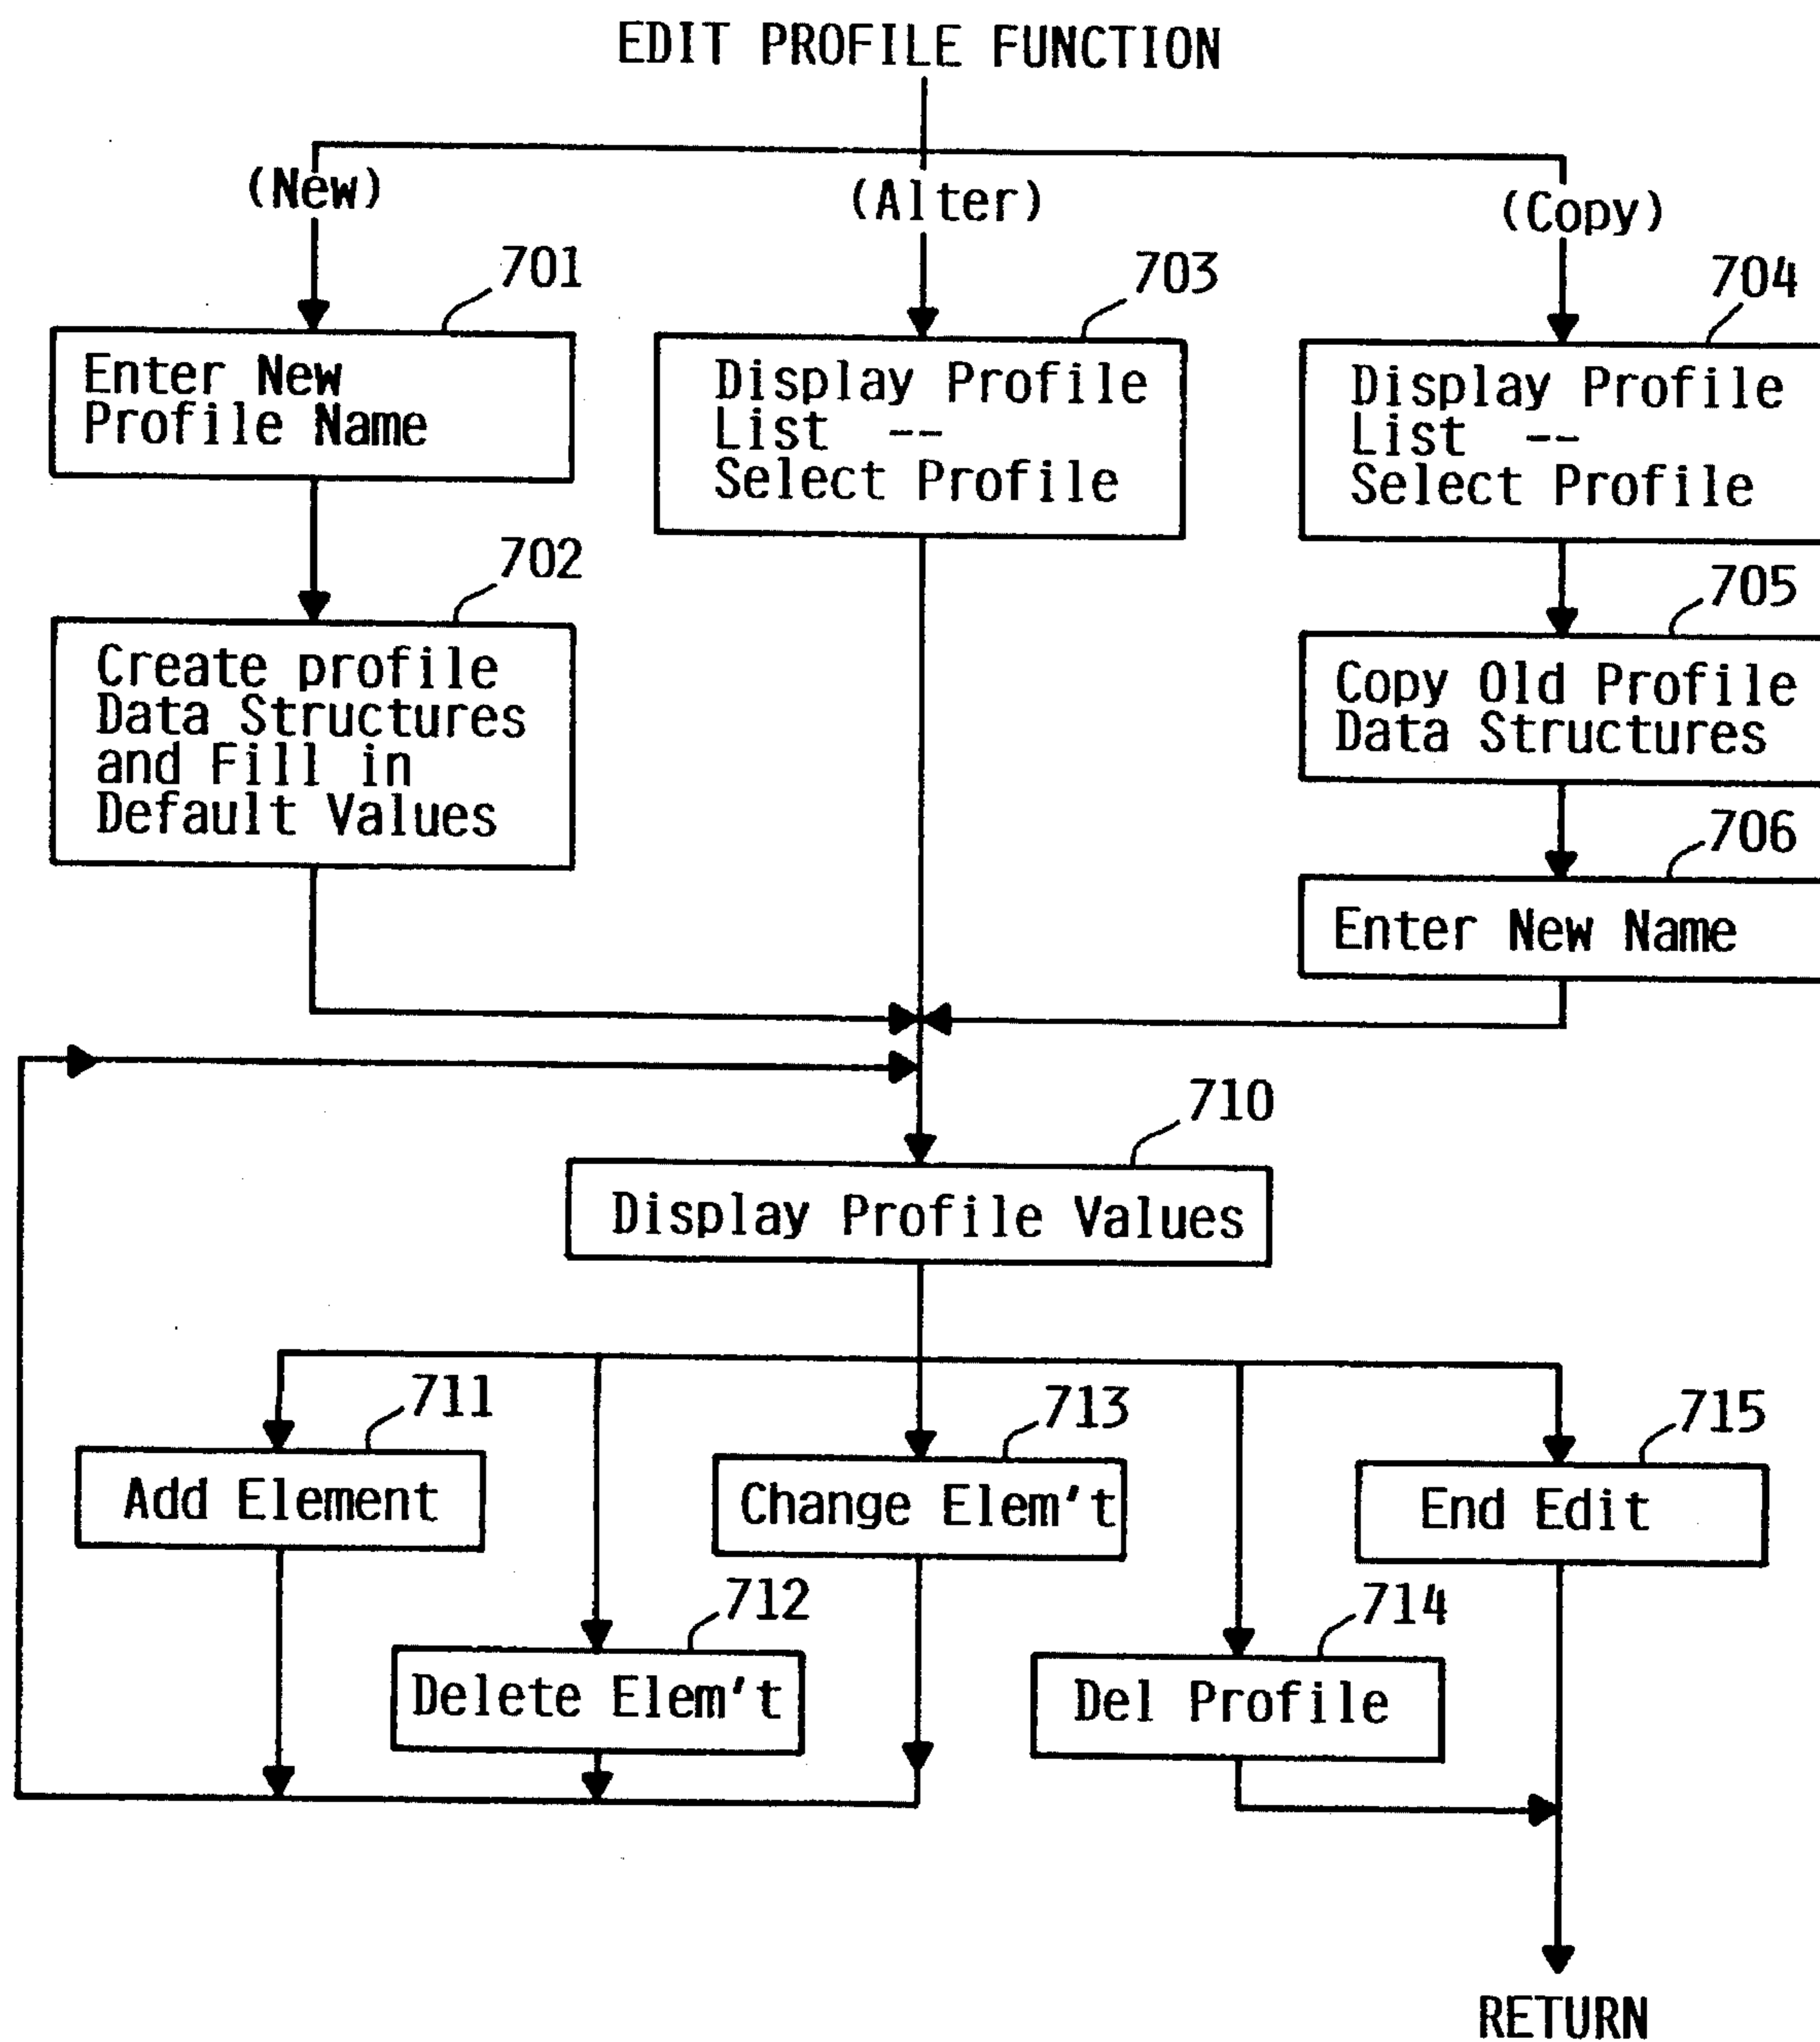 EDIT PROFILE FUNCTION
(New)
(Alter)
(Copy)
701
703
704
Enter New
Profile Name
Display Profile
List --
Select Profile
Display Profile
List --
Select Profile
702
705
Create profile
Data Structures
and Fill in
Default Values
Copy Old Profile
Data Structures
706
Enter New Name
710
Display Profile Values
711
713
715
Add Element
Change Elem't
End Edit
712
714
Delete Elem't
Del Profile
RETURN